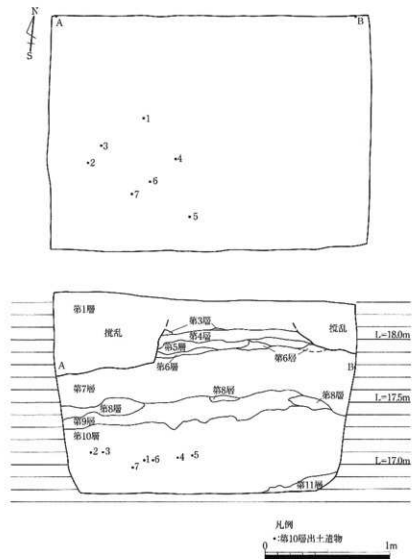 N
S
A
B
•1
•3
•2
•4
•6
•7
•5
第1層
撹乱
第3層
第4層
第5層
第6層
第6層
撹乱
L=18.0m
A
B
第7層
第8層
第8層
第8層
L=17.5m
第9層
第10層
•2 •3
•7
•1 •6
•4
•5
L=17.0m
第11層
凡例
•:第10層出土遺物
0
1m